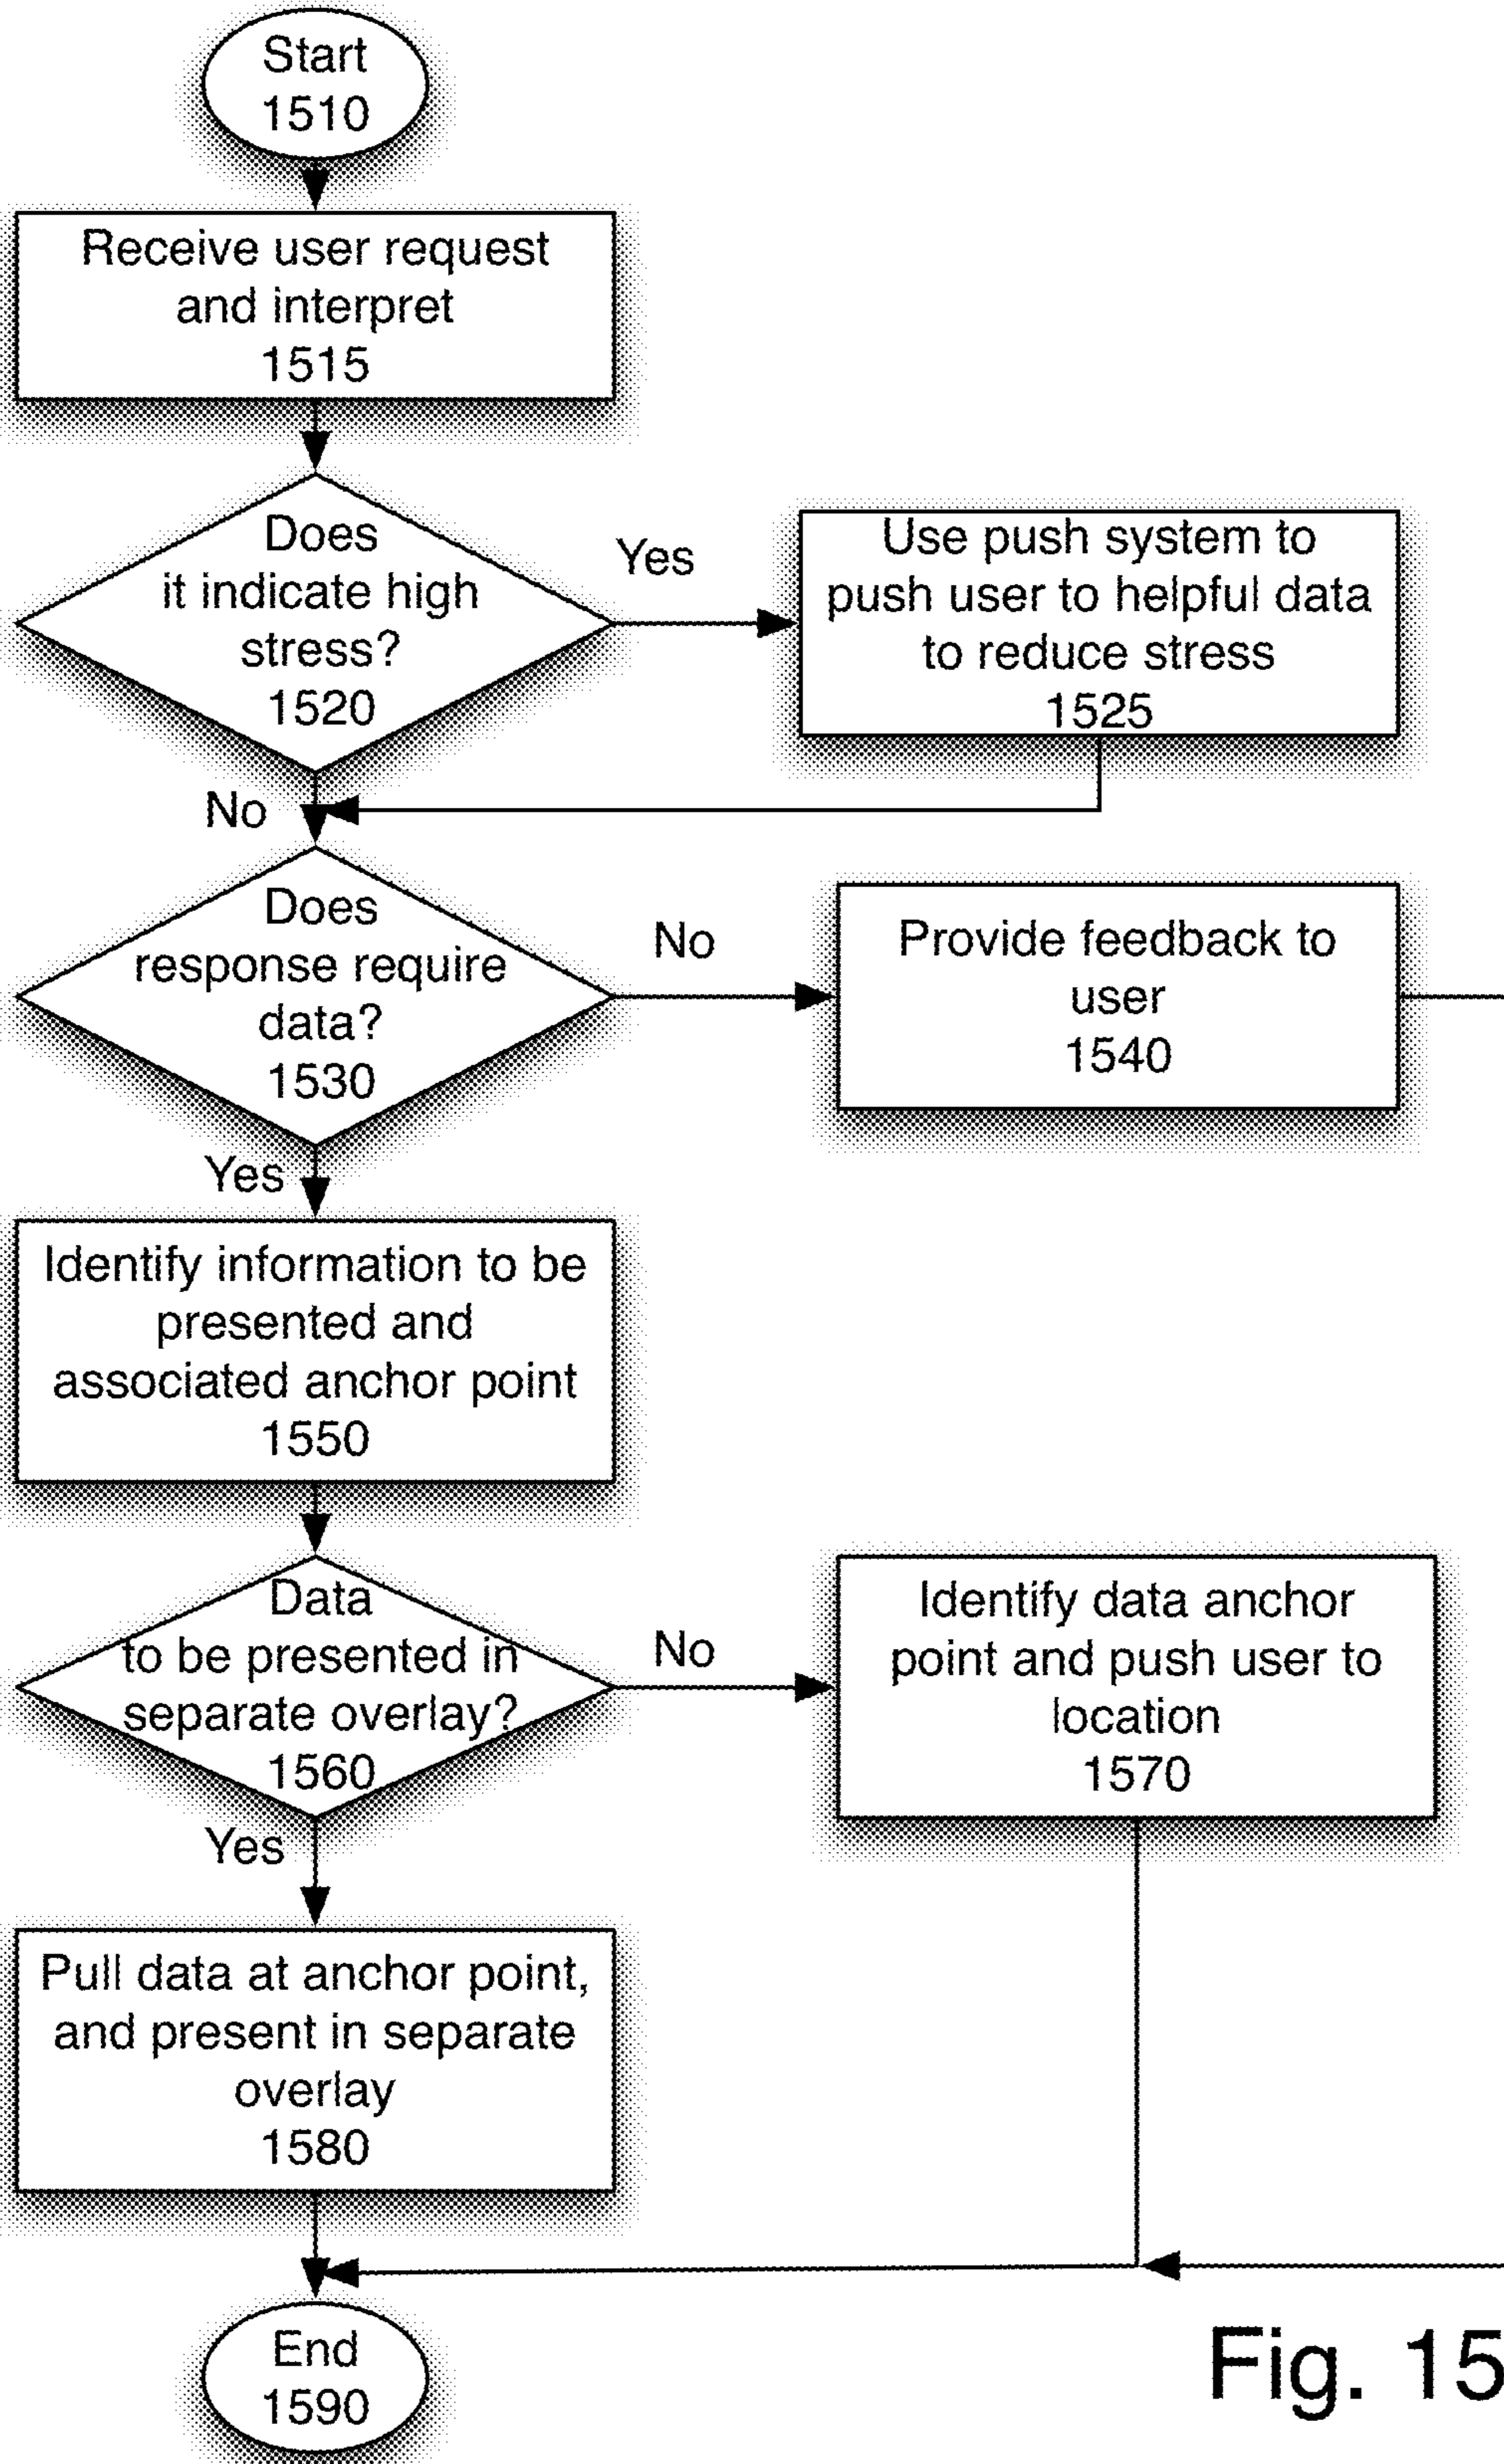 Start
1510
Receive user request
and interpret
1515
Does
it indicate high
stress?
1520
Yes
Use push system to
push user to helpful data
to reduce stress
1525
No
Does
response require
data?
1530
No
Provide feedback to
user
1540
Yes
Identify information to be
presented and
associated anchor point
1550
Data
to be presented in
separate overlay?
1560
No
Identify data anchor
point and push user to
location
1570
Yes
Pull data at anchor point,
and present in separate
overlay
1580
End
1590
Fig. 15